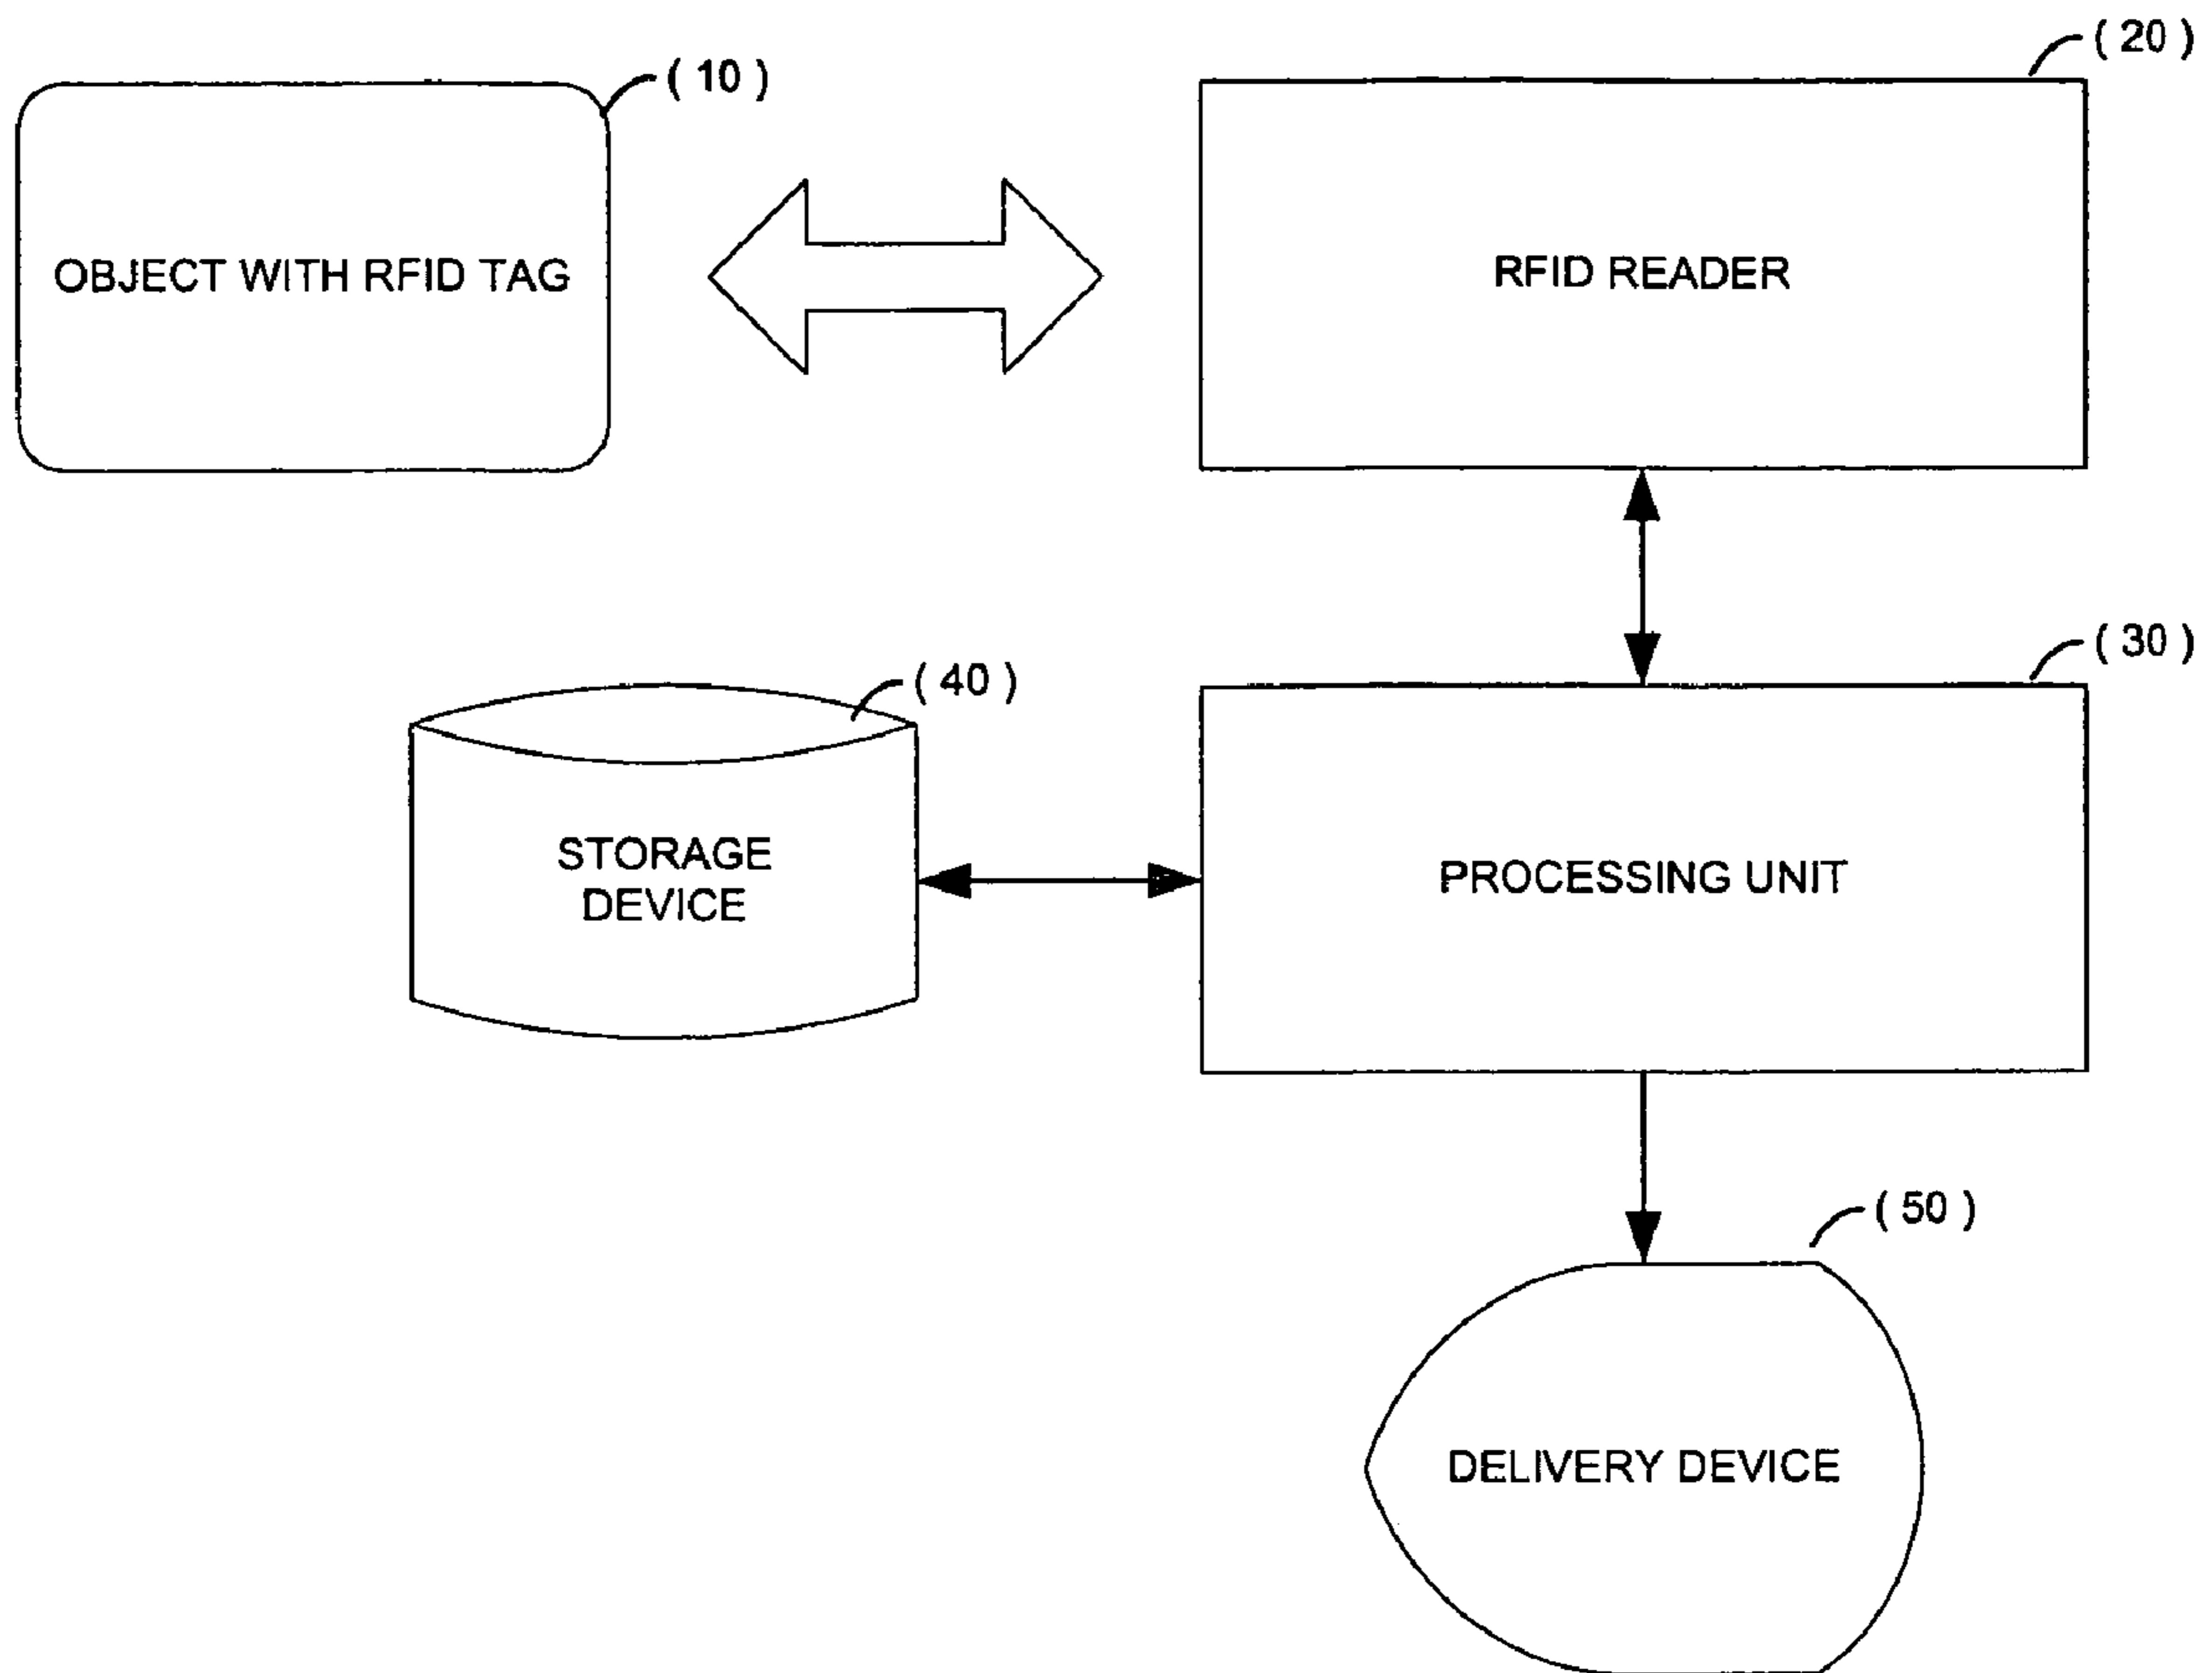 ( 10 )
( 20 )
OBJECT WITH RFID TAG
RFID READER
( 30 )
( 40 )
STORAGE
DEVICE
PROCESSING UNIT
( 50 )
DELIVERY DEVICE